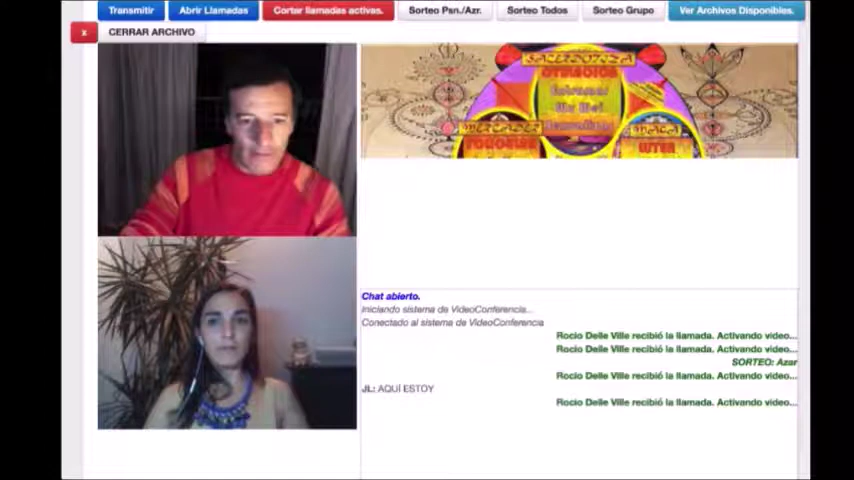 Transmitir
Abrir Llamadas
Cortar llamadas activas.
Sorteo Psn./Azr.
Sorteo Todos
Sorteo Grupo
Ver Archivos Disponibles.
x
CERRAR ARCHIVO
Chat abierto.
Iniciando sistema de VideoConferencia...
Conectado al sistema de VideoConferencia
Rocio Delle Ville recibió la llamada. Activando video...
Rocio Delle Ville recibió la llamada. Activando video...
SORTEO: Azar
Rocio Delle Ville recibió la llamada. Activando video...
JL: AQUÍ ESTOY
Rocio Delle Ville recibió la llamada. Activando video...